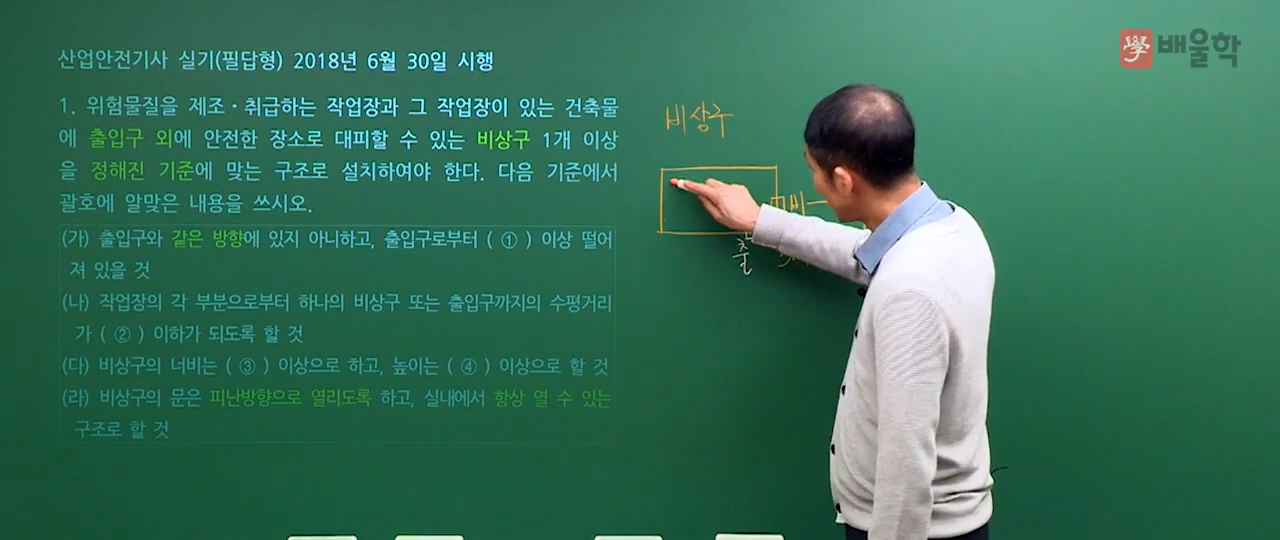 學 배울학
산업안전기사 실기(필답형) 2018년 6월 30일 시행
1. 위험물질을 제조·취급하는 작업장과 그 작업장이 있는 건축물
에 출입구 외에 안전한 장소로 대피할 수 있는 비상구 1개 이상
을 정해진 기준에 맞는 구조로 설치하여야 한다. 다음 기준에서
괄호에 알맞은 내용을 쓰시오.
(가) 출입구와 같은 방향에 있지 아니하고, 출입구로부터 ( ① ) 이상 떨어
져 있을 것
(나) 작업장의 각 부분으로부터 하나의 비상구 또는 출입구까지의 수평거리
가 ( ② ) 이하가 되도록 할 것
(다) 비상구의 너비는 ( ③ ) 이상으로 하고, 높이는 ( ④ ) 이상으로 할 것
(라) 비상구의 문은 피난방향으로 열리도록 하고, 실내에서 항상 열 수 있는
구조로 할 것
비상구
비
출